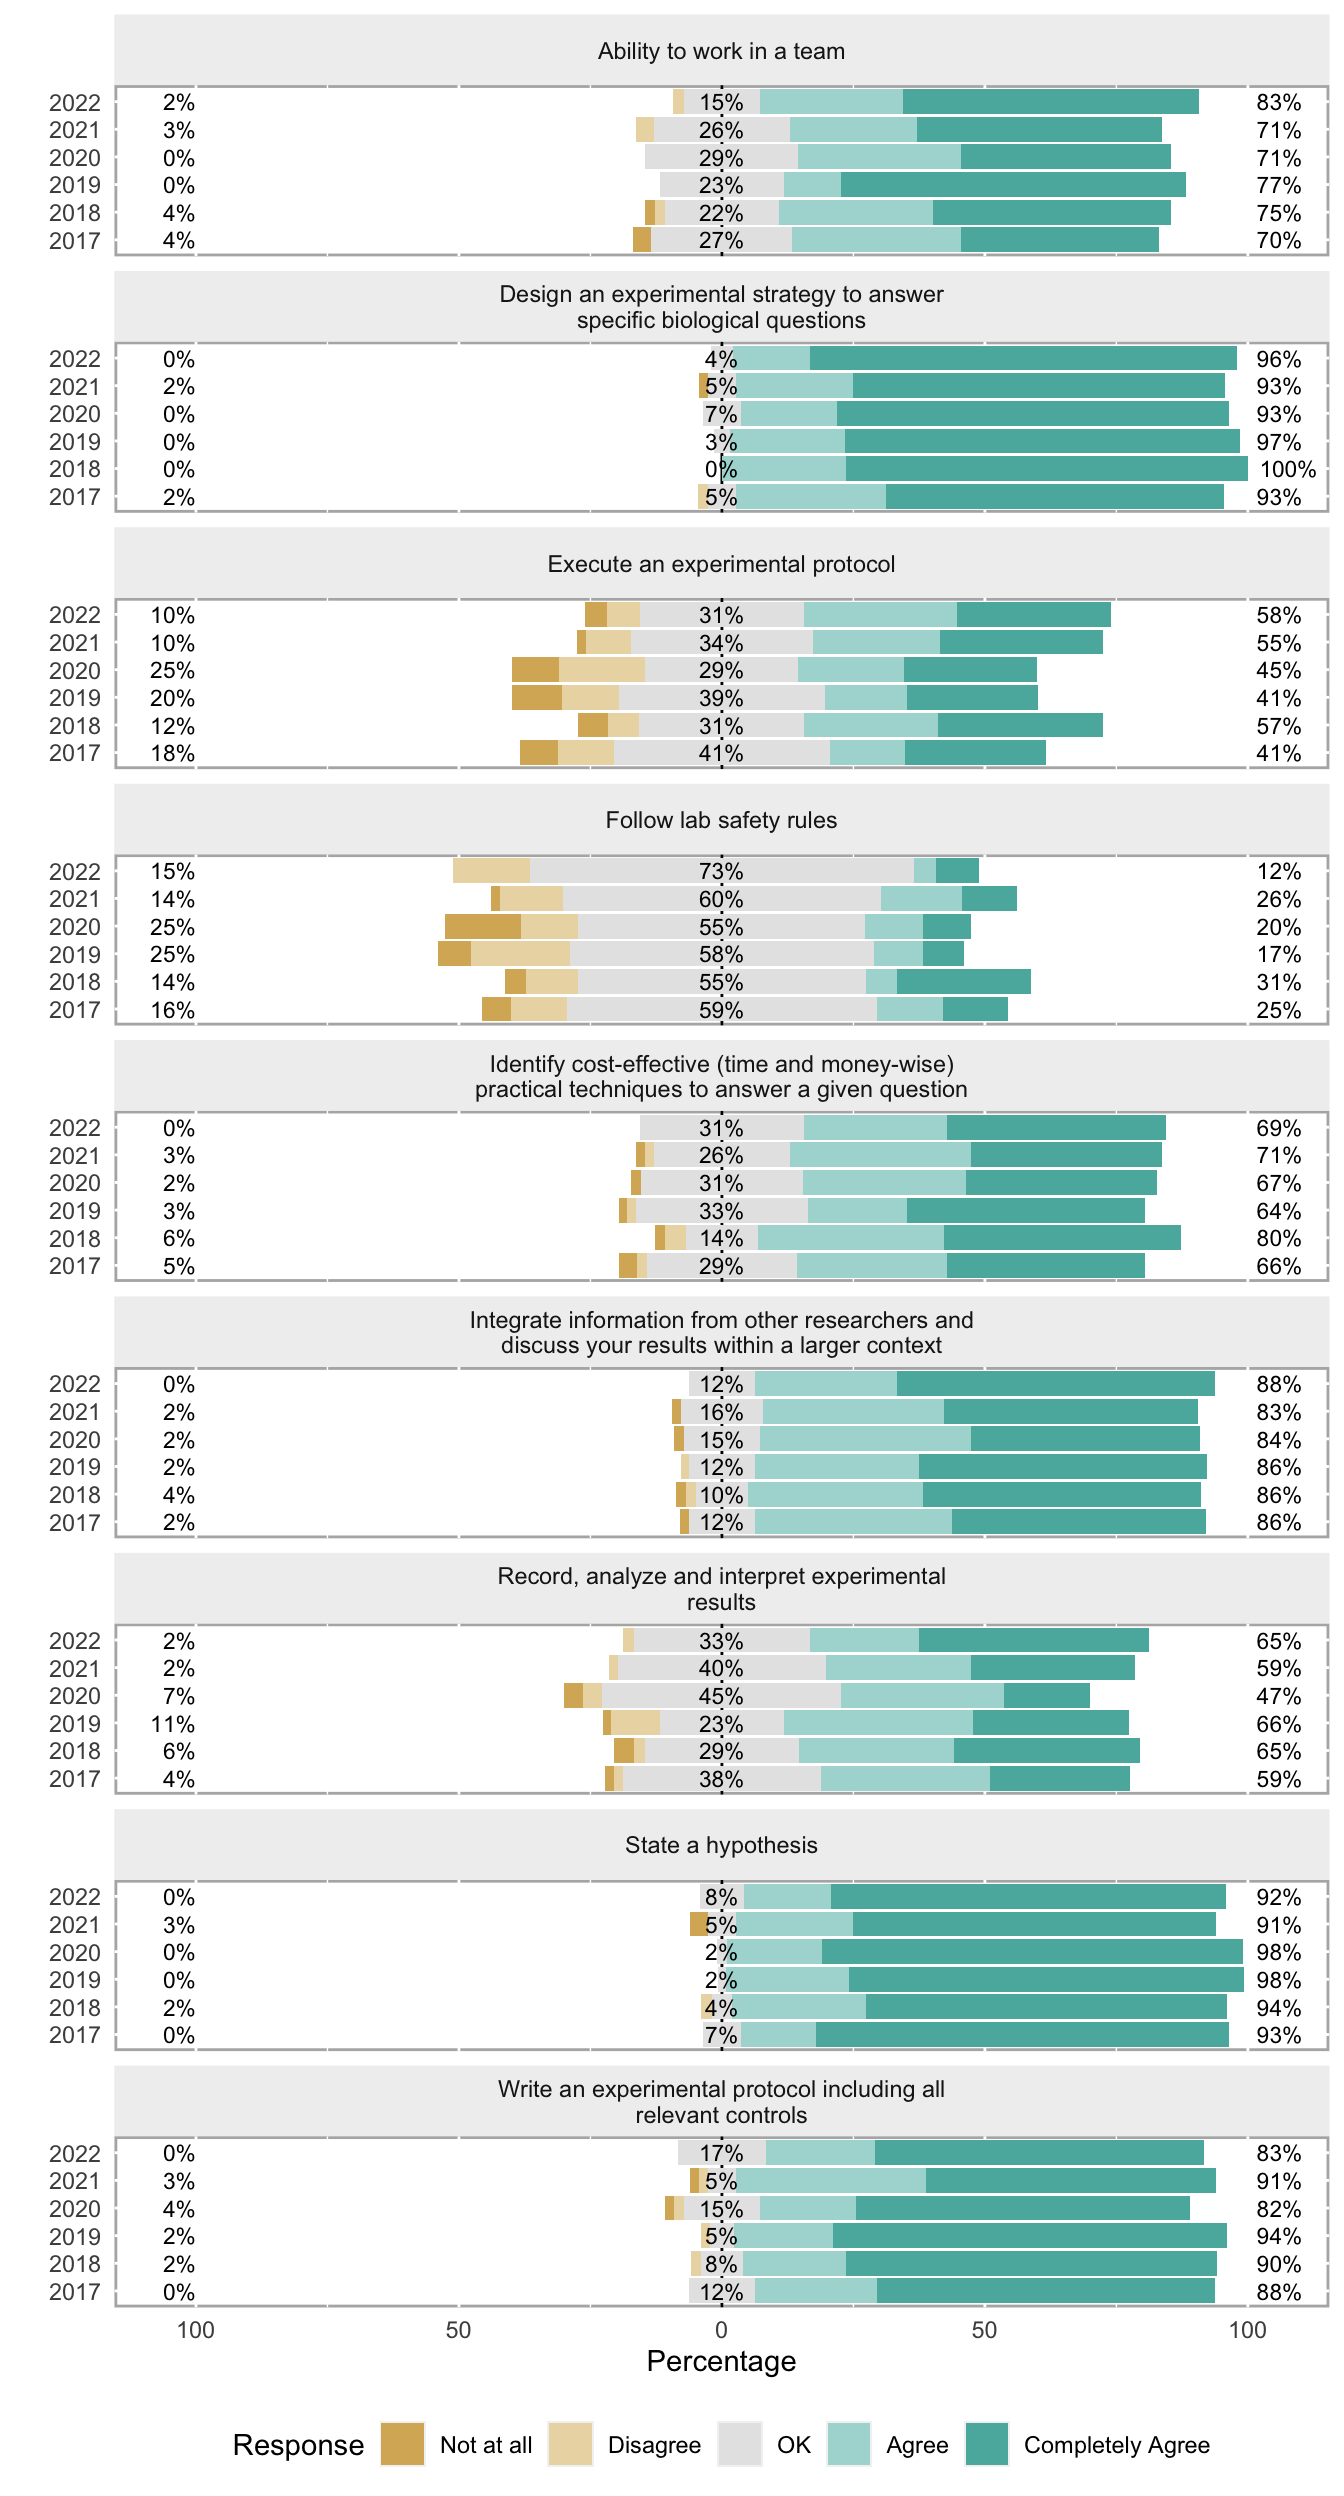 Ability to work in a team
2022 2% 15% 83%
2021 3% 26% 71%
2020 0% 29% 71%
2019 0% 23% 77%
2018 4% 22% 75%
2017 4% 27% 70%
Design an experimental strategy to answer
specific biological questions
2022 0% 4% 96%
2021 2% 5% 93%
2020 0% 7% 93%
2019 0% 3% 97%
2018 0% 0% 100%
2017 2% 5% 93%
Execute an experimental protocol
2022 10% 31% 58%
2021 10% 34% 55%
2020 25% 29% 45%
2019 20% 39% 41%
2018 12% 31% 57%
2017 18% 41% 41%
Follow lab safety rules
2022 15% 73% 12%
2021 14% 60% 26%
2020 25% 55% 20%
2019 25% 58% 17%
2018 14% 55% 31%
2017 16% 59% 25%
Identify cost-effective (time and money-wise)
practical techniques to answer a given question
2022 0% 31% 69%
2021 3% 26% 71%
2020 2% 31% 67%
2019 3% 33% 64%
2018 6% 14% 80%
2017 5% 29% 66%
Integrate information from other researchers and
discuss your results within a larger context
2022 0% 12% 88%
2021 2% 16% 83%
2020 2% 15% 84%
2019 2% 12% 86%
2018 4% 10% 86%
2017 2% 12% 86%
Record, analyze and interpret experimental
results
2022 2% 33% 65%
2021 2% 40% 59%
2020 7% 45% 47%
2019 11% 23% 66%
2018 6% 29% 65%
2017 4% 38% 59%
State a hypothesis
2022 0% 8% 92%
2021 3% 5% 91%
2020 0% 2% 98%
2019 0% 2% 98%
2018 2% 4% 94%
2017 0% 7% 93%
Write an experimental protocol including all
relevant controls
2022 0% 17% 83%
2021 3% 5% 91%
2020 4% 15% 82%
2019 2% 5% 94%
2018 2% 8% 90%
2017 0% 12% 88%
100 50 0 50 100
Percentage
Response Not at all Disagree OK Agree Completely Agree